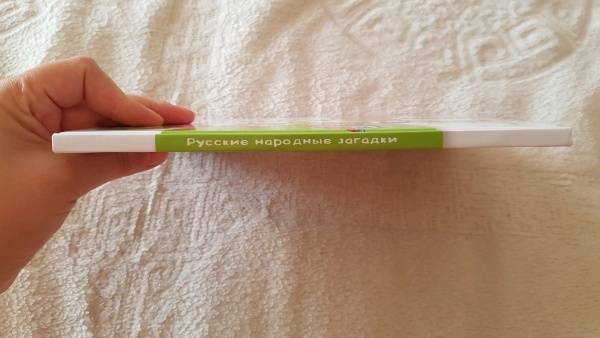 Русские народные загадки